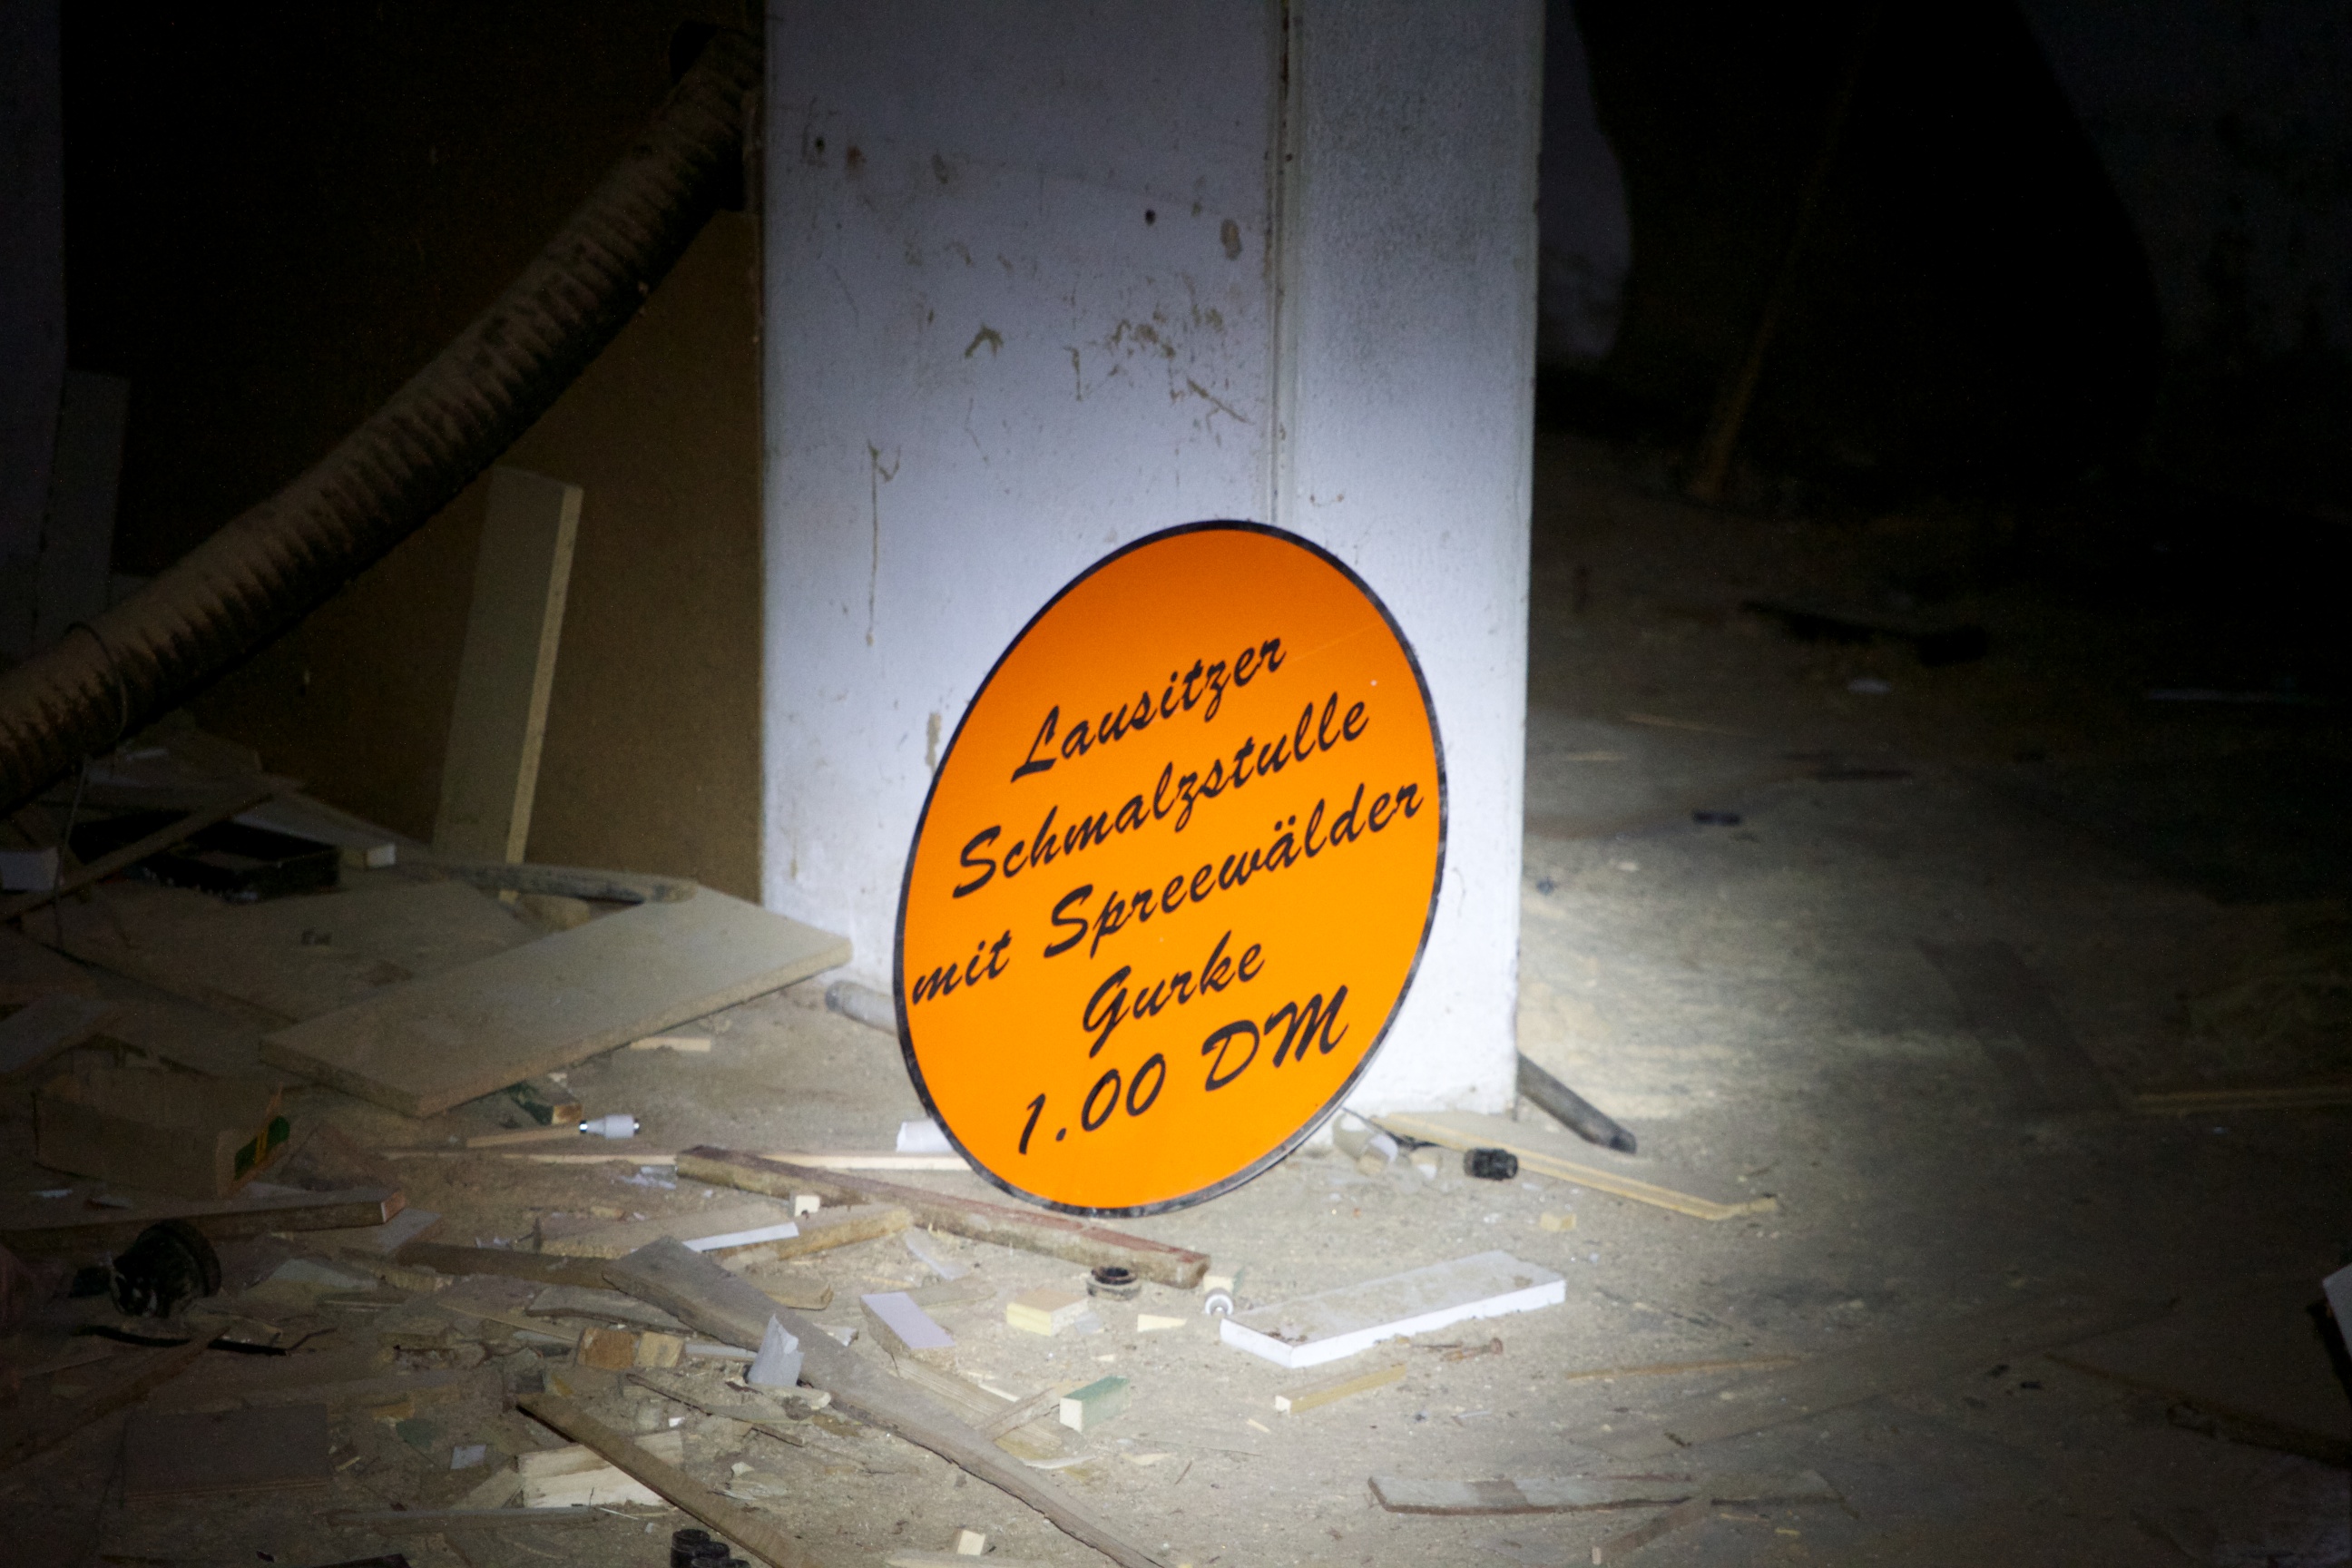 Lausitzer
Schmalzstulle
mit Spreewälder
Gurke
1.00 DM